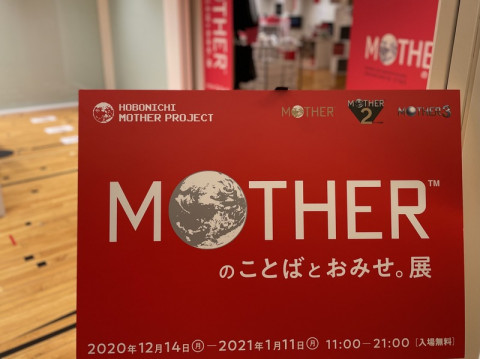 MOTHER
MOTHER
HOBONICHI
MOTHER PROJECT
MOTHER
MOTHER 2
MOTHER3
MOTHER™
のことばとおみせ。展
2020年12月14日㊊—2021年1月11日㊊ 11:00—21:00 [入場無料]